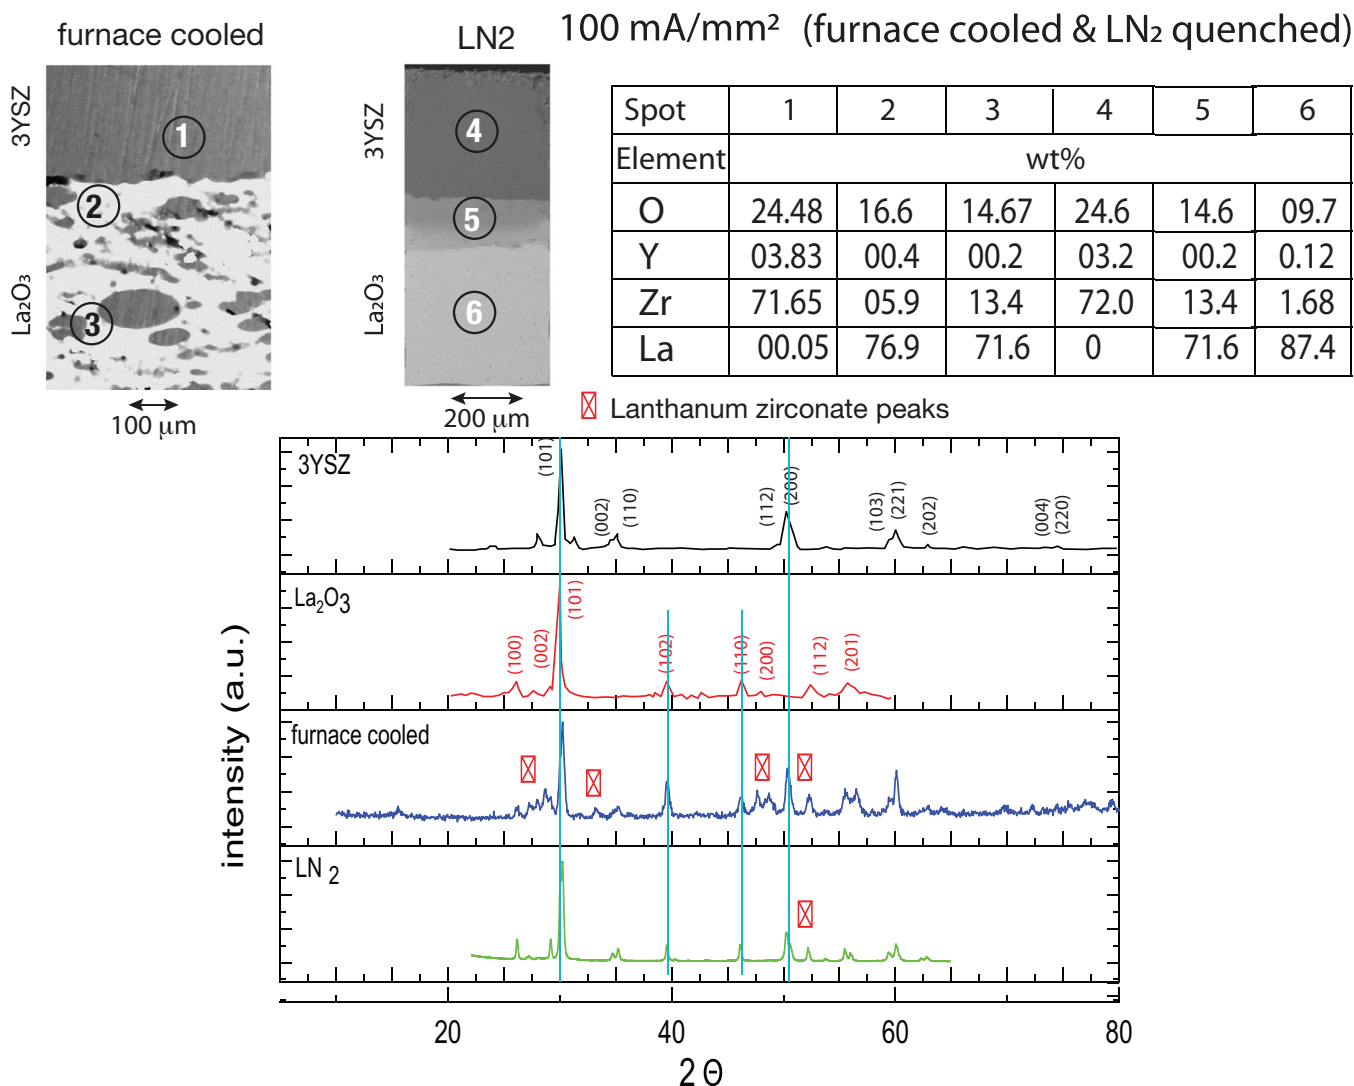 furnace cooled
LN2
100 mA/mm² (furnace cooled & LN₂ quenched)
3YSZ
La₂O₃
1
2
3
100 μm
3YSZ
La₂O₃
4
5
6
200 μm
Spot 1 2 3 4 5 6
Element wt%
O 24.48 16.6 14.67 24.6 14.6 09.7
Y 03.83 00.4 00.2 03.2 00.2 0.12
Zr 71.65 05.9 13.4 72.0 13.4 1.68
La 00.05 76.9 71.6 0 71.6 87.4
Lanthanum zirconate peaks
3YSZ
(101) (002) (110) (112) (200) (103) (221) (202) (004) (220)
La₂O₃
(100) (002) (101) (102) (110) (200) (112) (201)
furnace cooled
LN ₂
intensity (a.u.)
20 40 60 80
2Θ